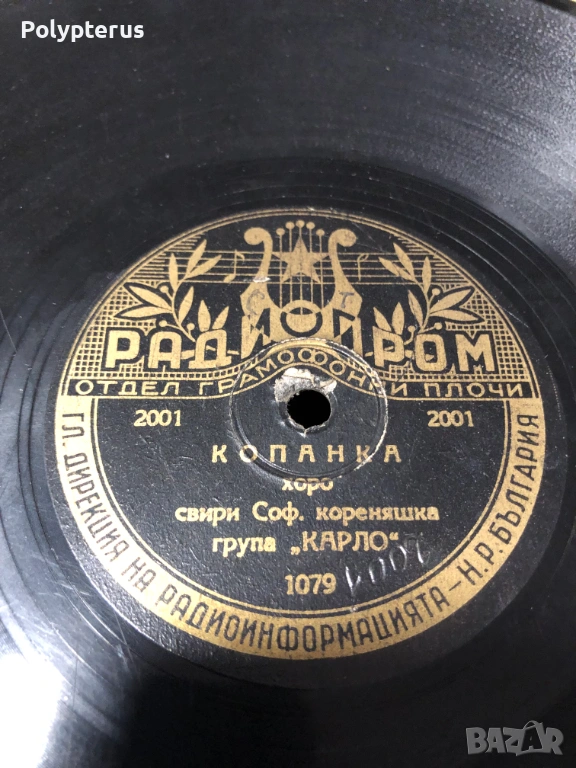 Polypterus
РАДИОПРОМ
ОТДЕЛ ГРАМОФОННИ ПЛОЧИ
2001 2001
КОПАНКА
хоро
свири Соф. кореняшка
група „КАРЛО“
1079
2001
ГЛ. ДИРЕКЦИЯ НА РАДИОИНФОРМАЦИЯТА – Н.Р. БЪЛГАРИЯ
BAZAR